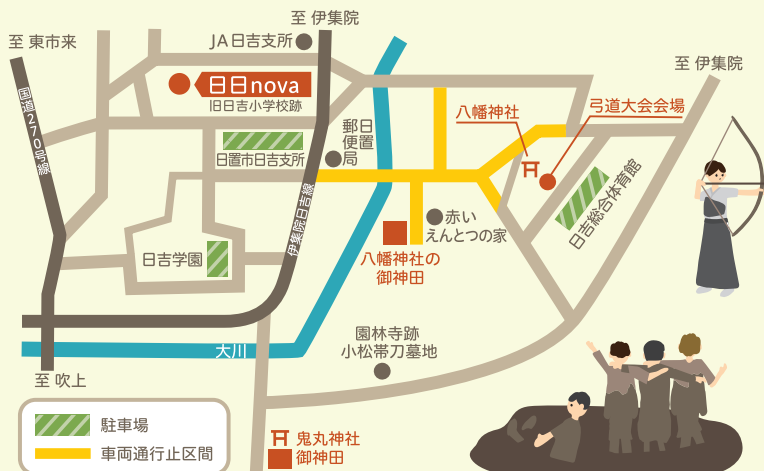 至 伊集院
至 東市来
JA日吉支所
至 伊集院
日日nova
旧日吉小学校跡
国道270号線
八幡神社
弓道大会会場
日置
郵便局
日置市日吉支所
伊集院日吉線
日吉総合体育館
赤い
えんとつの家
日吉学園
八幡神社の
御神田
大川
園林寺跡
小松帯刀墓地
至 吹上
駐車場
車両通行止区間
鬼丸神社
御神田